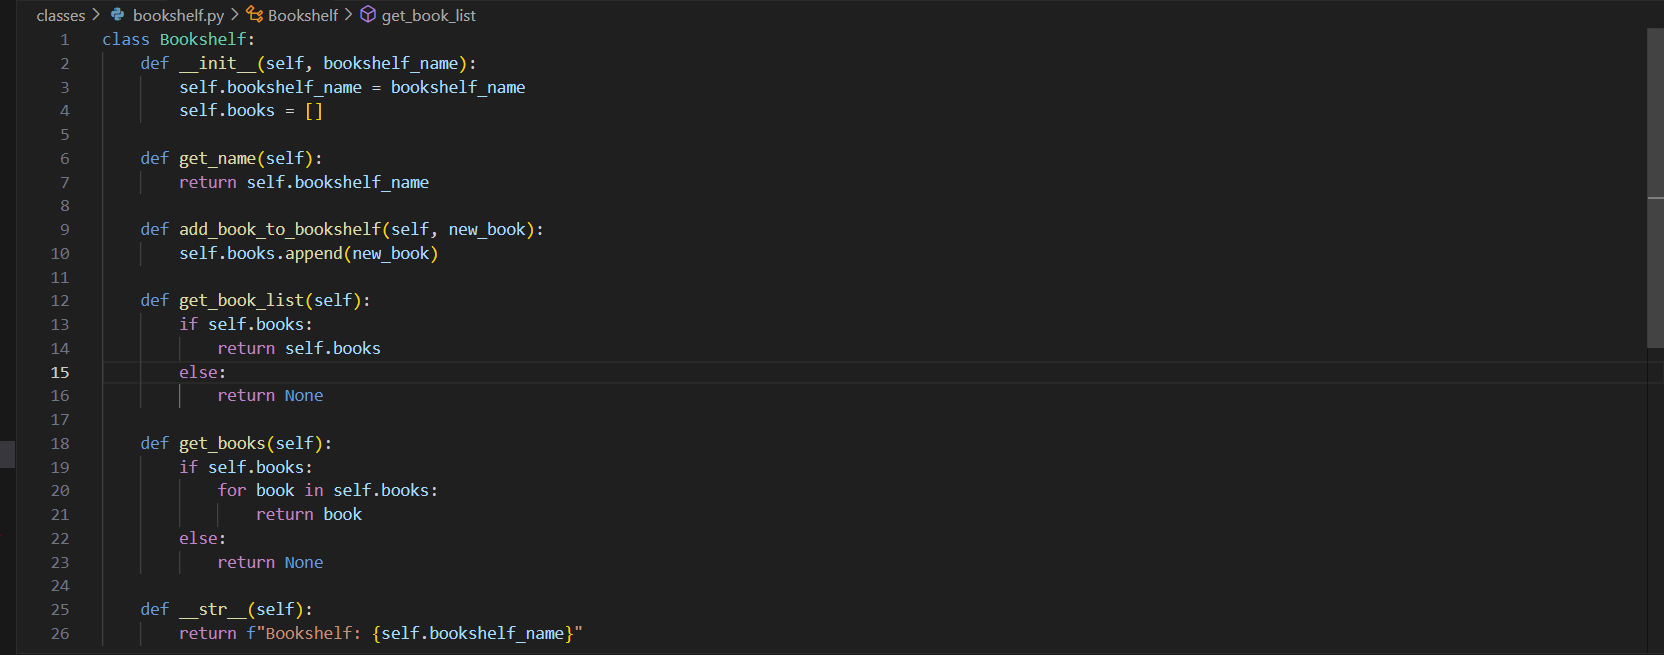 classes > bookshelf.py > Bookshelf > get_book_list
1 class Bookshelf:
2     def __init__(self, bookshelf_name):
3         self.bookshelf_name = bookshelf_name
4         self.books = []
5
6     def get_name(self):
7         return self.bookshelf_name
8
9     def add_book_to_bookshelf(self, new_book):
10         self.books.append(new_book)
11
12     def get_book_list(self):
13         if self.books:
14             return self.books
15         else:
16             return None
17
18     def get_books(self):
19         if self.books:
20             for book in self.books:
21                 return book
22         else:
23             return None
24
25     def __str__(self):
26         return f"Bookshelf: {self.bookshelf_name}"